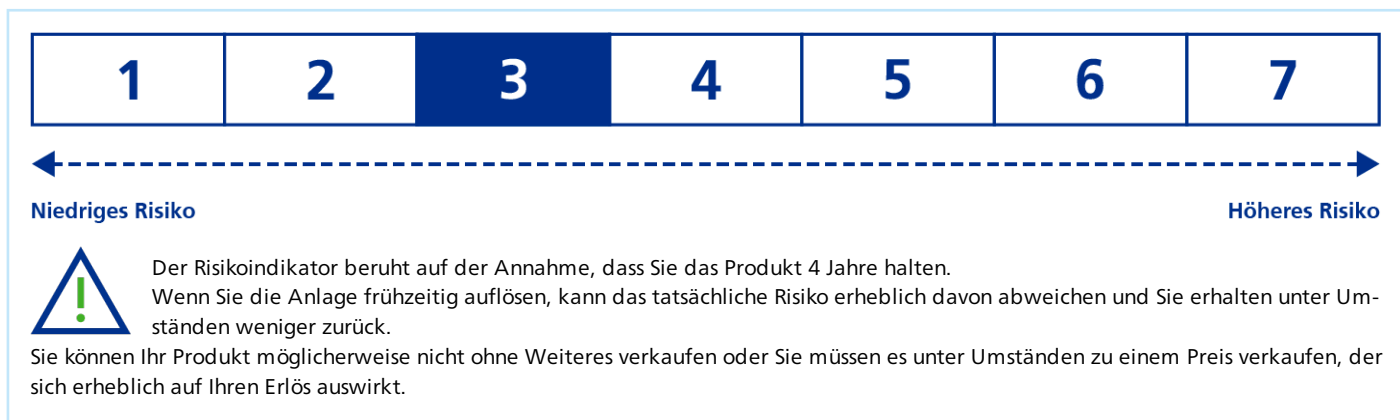 1 2 3 4 5 6 7
Niedriges Risiko Höheres Risiko
Der Risikoindikator beruht auf der Annahme, dass Sie das Produkt 4 Jahre halten.
Wenn Sie die Anlage frühzeitig auflösen, kann das tatsächliche Risiko erheblich davon abweichen und Sie erhalten unter Um-
ständen weniger zurück.
Sie können Ihr Produkt möglicherweise nicht ohne Weiteres verkaufen oder Sie müssen es unter Umständen zu einem Preis verkaufen, der
sich erheblich auf Ihren Erlös auswirkt.